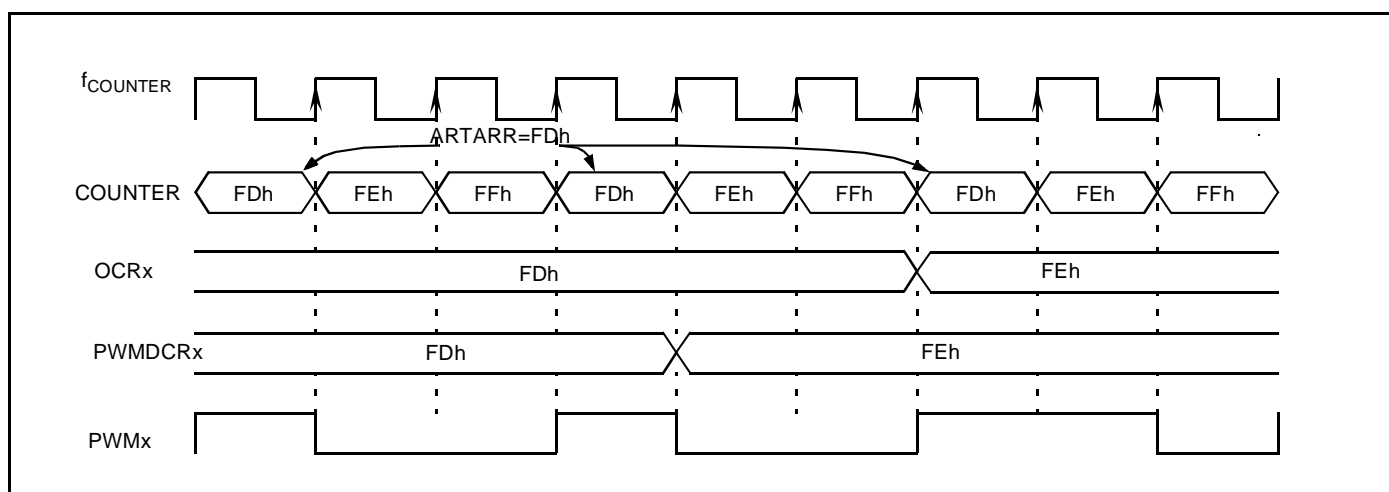 fCOUNTER
ARTARR=FDh
COUNTER FDh FEh FFh FDh FEh FFh FDh FEh FFh
OCRx FDh FEh
PWMDCRx FDh FEh
PWMx